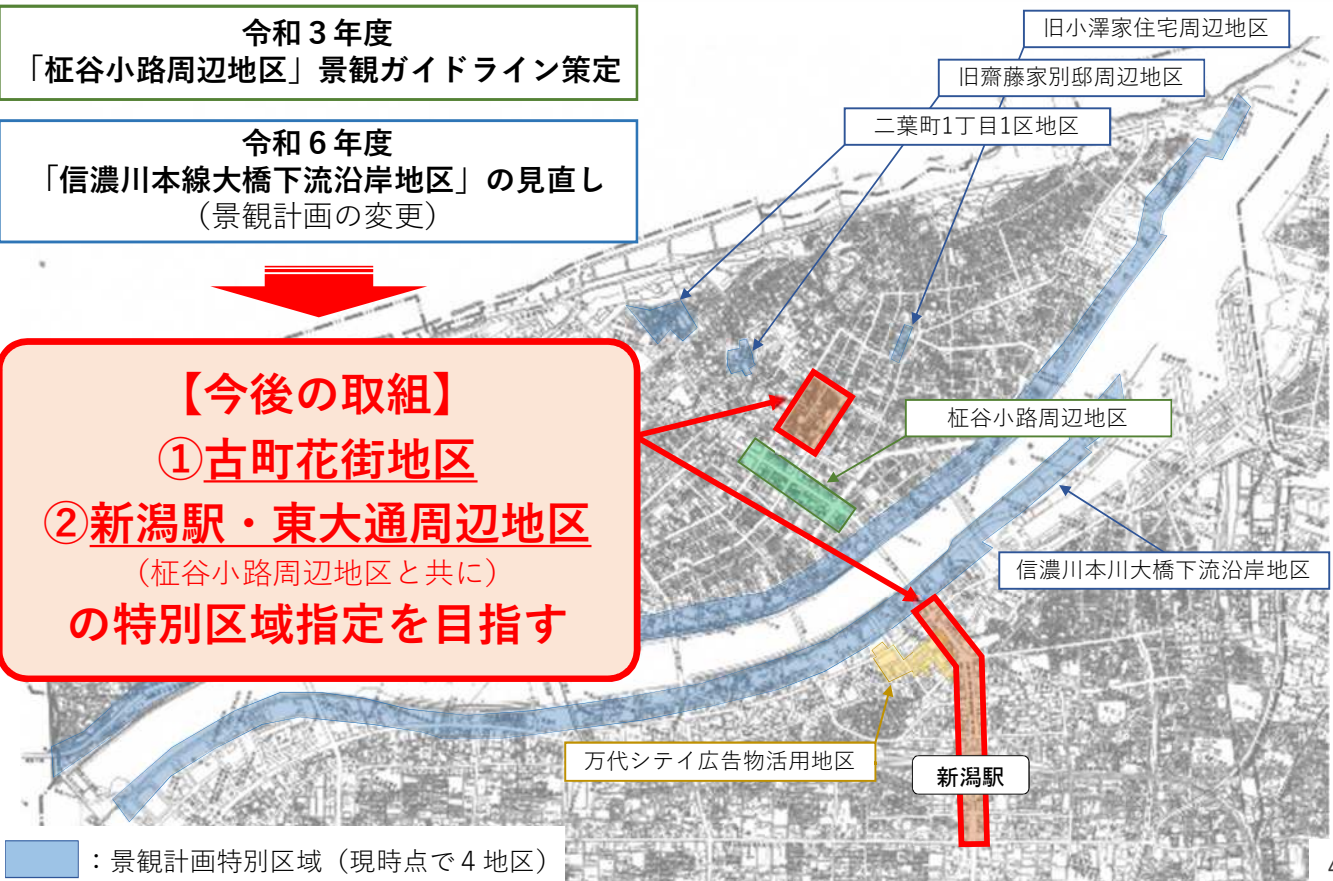 令和３年度
「柾谷小路周辺地区」景観ガイドライン策定
令和６年度
「信濃川本線大橋下流沿岸地区」の見直し
（景観計画の変更）
【今後の取組】
①古町花街地区
②新潟駅・東大通周辺地区
（柾谷小路周辺地区と共に）
の特別区域指定を目指す
旧小澤家住宅周辺地区
旧齋藤家別邸周辺地区
二葉町1丁目1区地区
柾谷小路周辺地区
信濃川本川大橋下流沿岸地区
万代シテイ広告物活用地区
新潟駅
：景観計画特別区域（現時点で４地区）